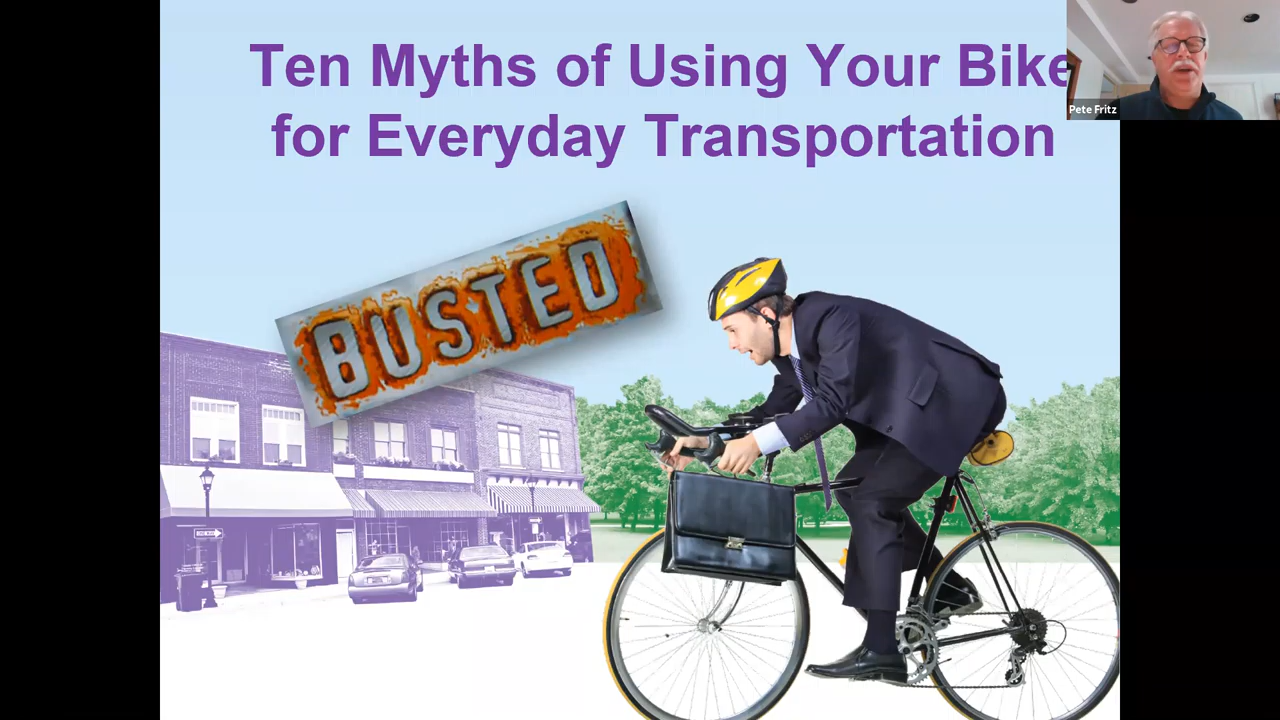 Ten Myths of Using Your Bike
for Everyday Transportation
Pete Fritz
BUSTED